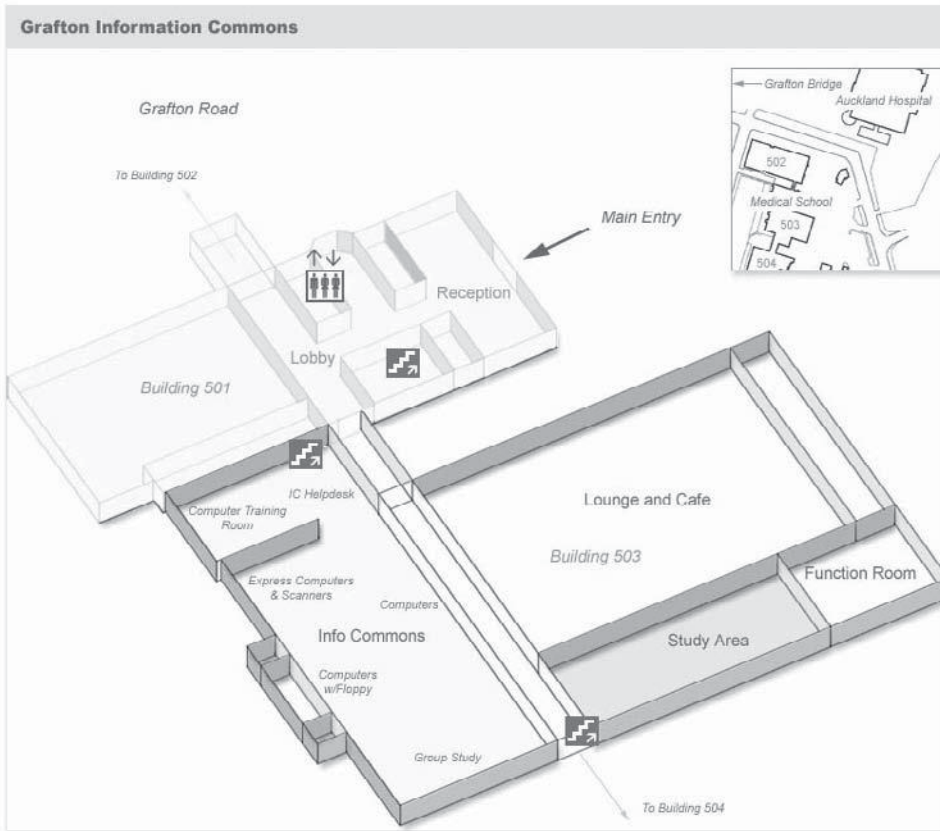 Grafton Information Commons
Grafton Road
Grafton Bridge
Auckland Hospital
502
Medical School
503
504
To Building 502
Main Entry
Reception
Lobby
Building 501
IC Helpdesk
Computer Training
Room
Lounge and Cafe
Building 503
Function Room
Express Computers
& Scanners
Computers
Info Commons
Study Area
Computers
w/Floppy
Group Study
To Building 504